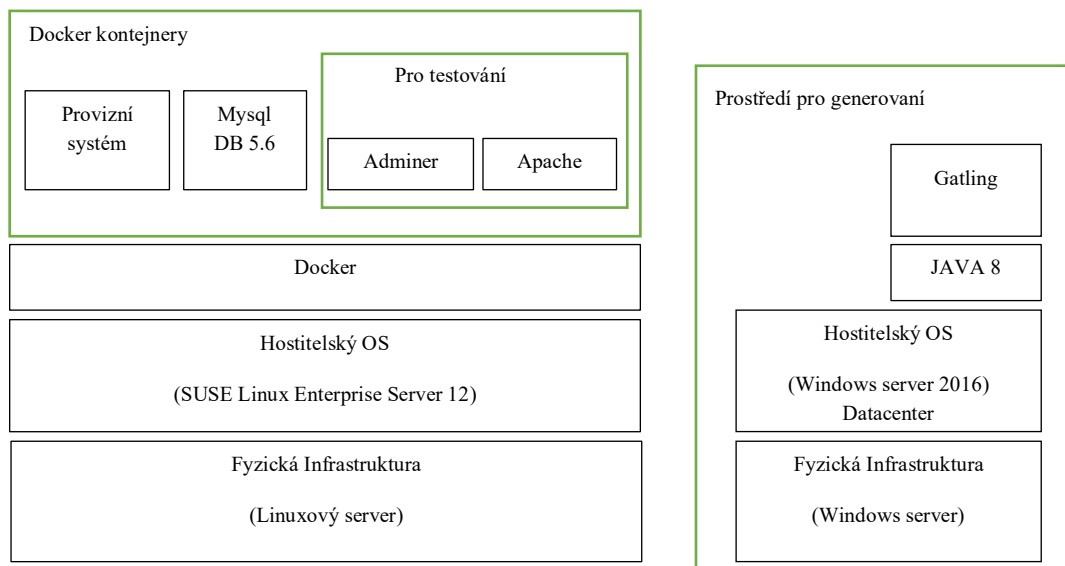 Docker kontejnery
Pro testování
Provizní
systém
Mysql
DB 5.6
Adminer
Apache
Docker
Hostitelský OS
(SUSE Linux Enterprise Server 12)
Fyzická Infrastruktura
(Linuxový server)
Prostředí pro generovaní
Gatling
JAVA 8
Hostitelský OS
(Windows server 2016)
Datacenter
Fyzická Infrastruktura
(Windows server)